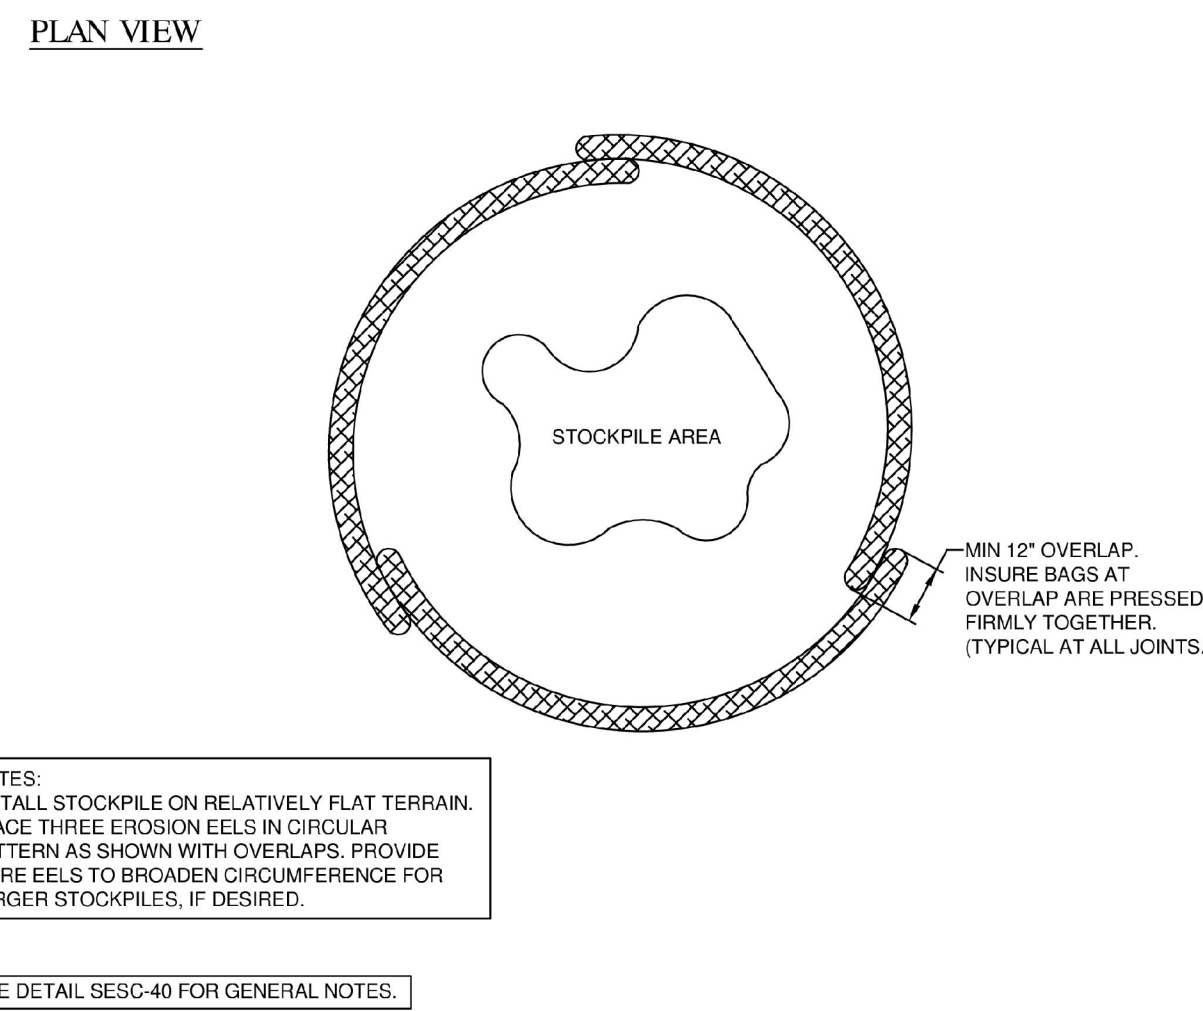 PLAN VIEW
STOCKPILE AREA
MIN 12" OVERLAP.
INSURE BAGS AT
OVERLAP ARE PRESSED
FIRMLY TOGETHER.
(TYPICAL AT ALL JOINTS.
TES:
TALL STOCKPILE ON RELATIVELY FLAT TERRAIN.
ACE THREE EROSION EELS IN CIRCULAR
TTERN AS SHOWN WITH OVERLAPS. PROVIDE
RE EELS TO BROADEN CIRCUMFERENCE FOR
RGER STOCKPILES, IF DESIRED.
E DETAIL SESC-40 FOR GENERAL NOTES.